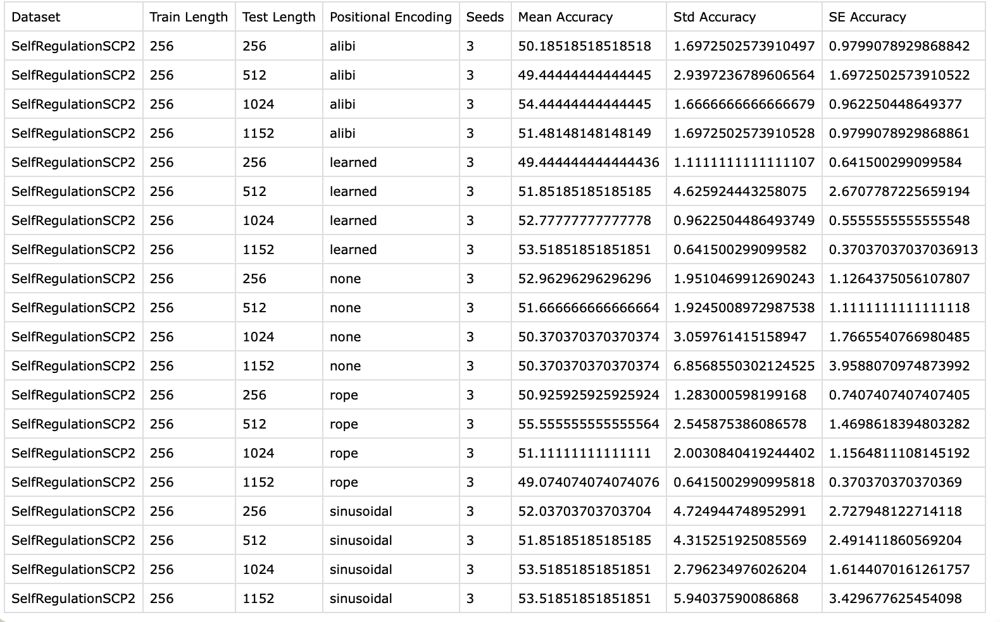 Dataset Train Length Test Length Positional Encoding Seeds Mean Accuracy Std Accuracy SE Accuracy
SelfRegulationSCP2 256 256 alibi 3 50.18518518518518 1.6972502573910497 0.9799078929868842
SelfRegulationSCP2 256 512 alibi 3 49.44444444444445 2.9397236789606564 1.6972502573910522
SelfRegulationSCP2 256 1024 alibi 3 54.44444444444445 1.6666666666666679 0.962250448649377
SelfRegulationSCP2 256 1152 alibi 3 51.48148148148149 1.6972502573910528 0.9799078929868861
SelfRegulationSCP2 256 256 learned 3 49.444444444444436 1.1111111111111107 0.641500299099584
SelfRegulationSCP2 256 512 learned 3 51.85185185185185 4.625924443258075 2.6707787225659194
SelfRegulationSCP2 256 1024 learned 3 52.77777777777778 0.9622504486493749 0.5555555555555548
SelfRegulationSCP2 256 1152 learned 3 53.51851851851851 0.641500299099582 0.37037037037036913
SelfRegulationSCP2 256 256 none 3 52.96296296296296 1.9510469912690243 1.1264375056107807
SelfRegulationSCP2 256 512 none 3 51.666666666666664 1.9245008972987538 1.1111111111111118
SelfRegulationSCP2 256 1024 none 3 50.370370370370374 3.059761415158947 1.7665540766980485
SelfRegulationSCP2 256 1152 none 3 50.370370370370374 6.8568550302124525 3.9588070974873992
SelfRegulationSCP2 256 256 rope 3 50.925925925925924 1.283000598199168 0.7407407407407405
SelfRegulationSCP2 256 512 rope 3 55.555555555555564 2.545875386086578 1.4698618394803282
SelfRegulationSCP2 256 1024 rope 3 51.11111111111111 2.0030840419244402 1.1564811108145192
SelfRegulationSCP2 256 1152 rope 3 49.074074074074076 0.6415002990995818 0.370370370370369
SelfRegulationSCP2 256 256 sinusoidal 3 52.03703703703704 4.724944748952991 2.727948122714118
SelfRegulationSCP2 256 512 sinusoidal 3 51.85185185185185 4.315251925085569 2.491411860569204
SelfRegulationSCP2 256 1024 sinusoidal 3 53.51851851851851 2.796234976026204 1.6144070161261757
SelfRegulationSCP2 256 1152 sinusoidal 3 53.51851851851851 5.94037590086868 3.429677625454098